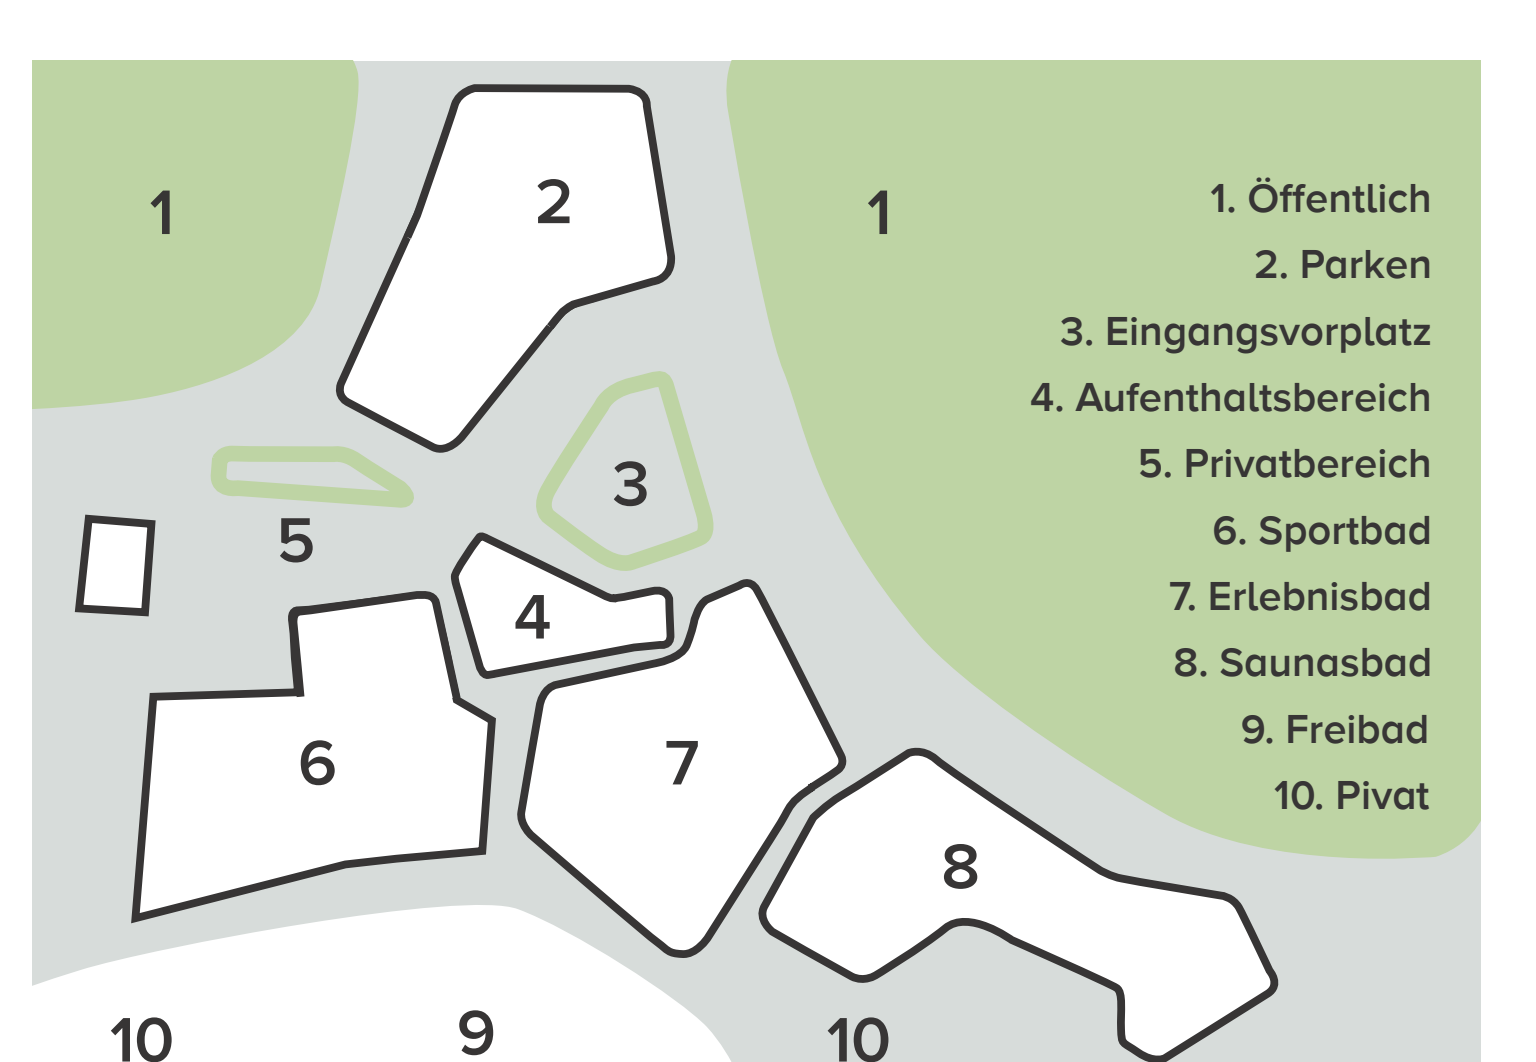 1
2
1
1. Öffentlich
2. Parken
3. Eingangsvorplatz
4. Aufenthaltsbereich
5. Privatbereich
6. Sportbad
7. Erlebnisbad
8. Saunasbad
9. Freibad
10. Pivat
3
5
4
6
7
8
10
9
10